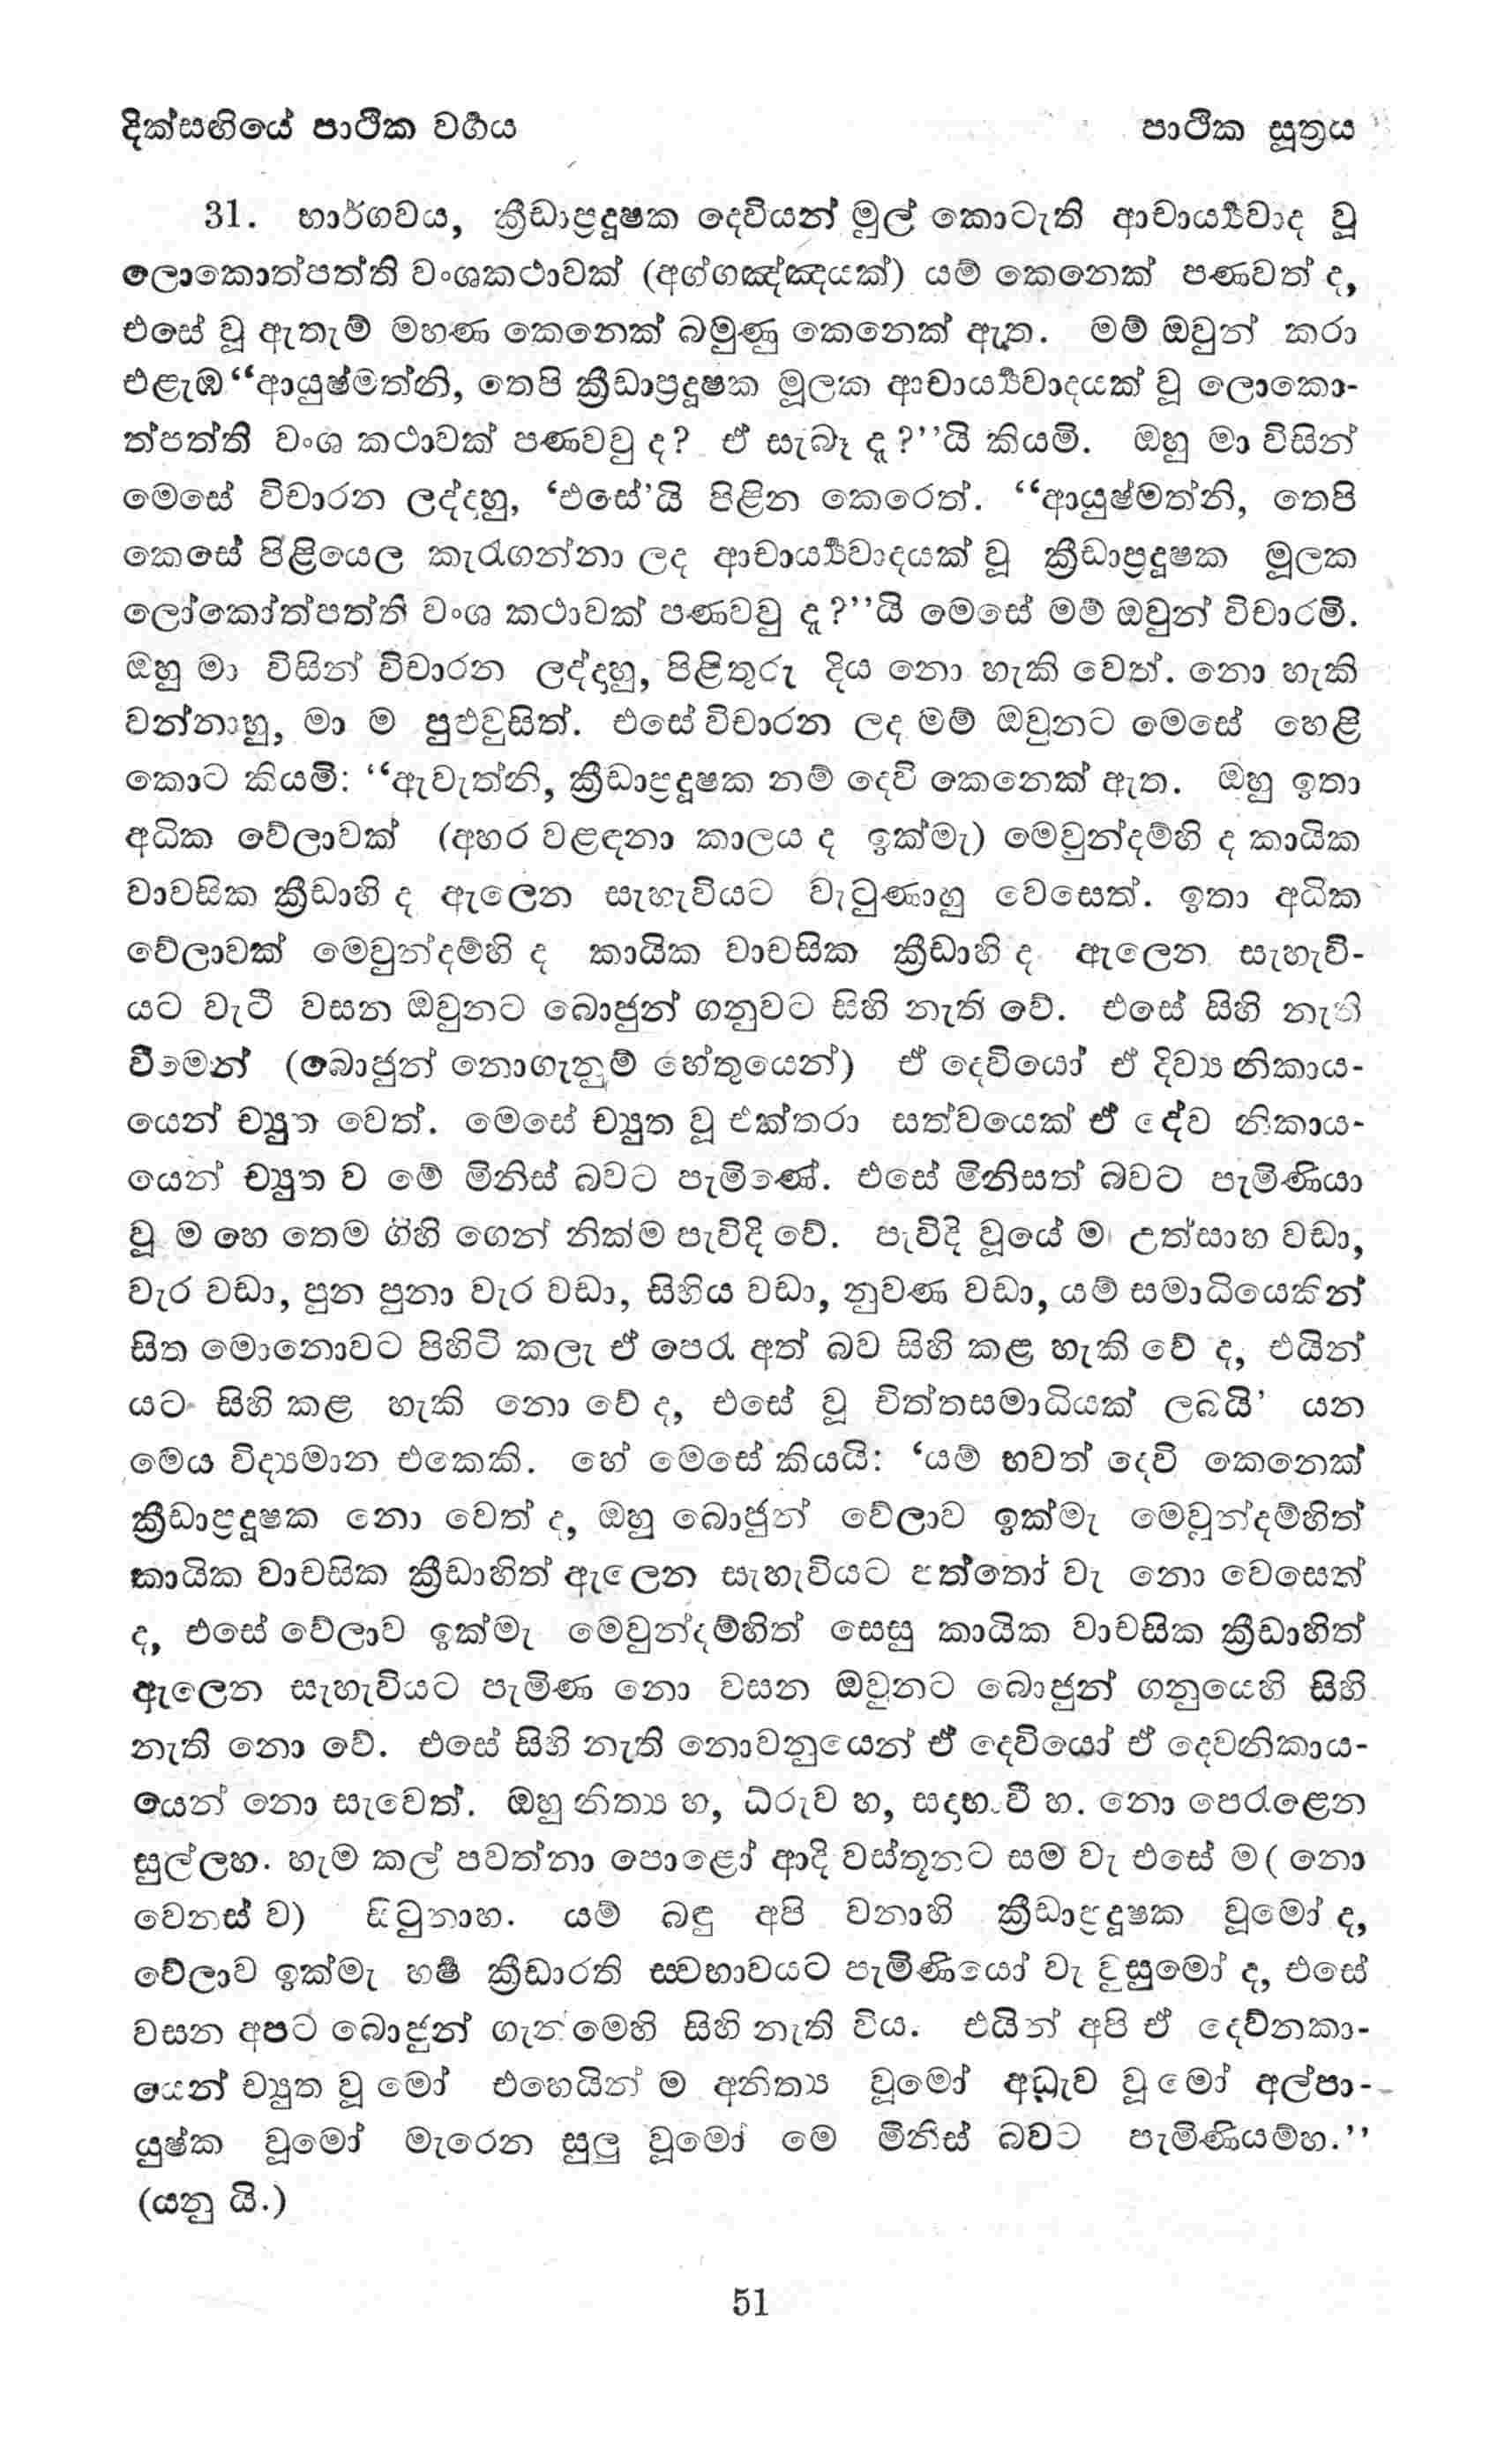 දික්සඟියේ පාථික වර්‍ගය
පාථික සූත්‍රය
31. භාර්ගවය, ක්‍රීඩාප්‍රදූෂක දෙවියන් මුල් කොටැති ආචාර්‍ය්‍යවාද වූ
ලොකොත්පත්ති වංශකථාවක් (අග්ගඤ්ඤයක්) යම් කෙනෙක් පණවත් ද,
එසේ වූ ඇතැම් මහණ කෙනෙක් බමුණු කෙනෙක් ඇත. මම් ඔවුන් කරා
එළැඹ “ආයුෂ්මත්නි, තෙපි ක්‍රීඩාප්‍රදූෂක මූලක ආචාර්‍ය්‍යවාදයක් වූ ලොකො-
ත්පත්ති වංශ කථාවක් පණවවු ද? ඒ සැබෑ දැ?’’යි කියමි. ඔහු මා විසින්
මෙසේ විචාරන ලද්දාහු, ‘එසේ’යි පිළින කෙරෙත්. “ආයුෂ්මත්නි, තෙපි
කෙසේ පිළියෙල කැරැගන්නා ලද ආචාර්‍ය්‍යවාදයක් වූ ක්‍රීඩාප්‍රදූෂක මූලක
ලෝකෝත්පත්ති වංශ කථාවක් පණවවු දැ?’’යි මෙසේ මම් ඔවුන් විචාරමි.
ඔහු මා විසින් විචාරන ලද්දාහු, පිළිතුරු දිය නො හැකි වෙත්. නො හැකි
වන්නාහු, මා ම පුළුවුසිත්. එසේ විචාරන ලද මම් ඔවුනට මෙසේ හෙළි
කොට කියමි: “ඇවැත්නි, ක්‍රීඩාප්‍රදූෂක නම් දෙවි කෙනෙක් ඇත. ඔහු ඉතා
අධික වේලාවක් (අහර වළඳනා කාලය ද ඉක්මැ) මෙවුන්දම්හි ද කායික
වාචසික ක්‍රීඩාහි ද ඇලෙන සැහැවියට වැටුණාහු වෙසෙත්. ඉතා අධික
වේලාවක් මෙවුන්දම්හි ද කායික වාචසික ක්‍රීඩාහි ද ඇලෙන සැහැවි-
යට වැටී වසන ඔවුනට බොජුන් ගනුවට සිහි නැති වේ. එසේ සිහි නැති
වීමෙන් (බොජුන් නොගැනුම් හේතුයෙන්) ඒ දෙවියෝ ඒ දිව්‍ය නිකාය-
යෙන් ච්‍යුත වෙත්. මෙසේ ච්‍යුත වූ එක්තරා සත්වයෙක් ඒ දේව නිකාය-
යෙන් ච්‍යුත ව මේ මිනිස් බවට පැමිණේ. එසේ මිනිසත් බවට පැමිණියා
වූ ම හෙ තෙම ගිහි ගෙන් නික්ම පැවිදි වේ. පැවිදි වූයේ ම උත්සාහ වඩා,
වැර වඩා, පුන පුනා වැර වඩා, සිහිය වඩා, නුවණ වඩා, යම් සමාධියෙකින්
සිත මොනොවට පිහිටි කලැ ඒ පෙරැ අත් බව සිහි කළ හැකි වේ ද, එයින්
යට සිහි කළ හැකි නො වේ ද, එසේ වූ චිත්තසමාධියක් ලබයි’ යන
මෙය විද්‍යමාන එකෙකි. හේ මෙසේ කියයි: ‘යම් භවත් දෙවි කෙනෙක්
ක්‍රීඩාප්‍රදූෂක නො වෙත් ද, ඔහු බොජුන් වේලාව ඉක්මැ මෙවුන්දම්හිත්
කායික වාචසික ක්‍රීඩාහිත් ඇලෙන සැහැවියට පත්තෝ වැ නො වෙසෙත්
ද, එසේ වේලාව ඉක්මැ මෙවුන්දම්හිත් සෙසු කායික වාචසික ක්‍රීඩාහිත්
ඇලෙන සැහැවියට පැමිණ නො වසන ඔවුනට බොජුන් ගනුයෙහි සිහි
නැති නො වේ. එසේ සිහි නැති නොවනුයෙන් ඒ දෙවියෝ ඒ දෙවනිකාය-
යෙන් නො සැවෙත්. ඔහු නිත්‍ය හ, ධ්රුව හ, සදාභාවී හ. නො පෙරැළෙන
සුල්ලහ. හැම කල් පවත්නා පොළෝ ආදි වස්තූනට සම වැ එසේ ම (නො
වෙනස් ව) සිටුනාහ. යම් බඳු අපි වනාහි ක්‍රීඩාප්‍රදූෂක වූමෝ ද,
වේලාව ඉක්මැ හර්‍ෂ ක්‍රීඩාරති ස්වභාවයට පැමිණියෝ වැ වුසුමෝ ද, එසේ
වසන අපට බොජුන් ගැන්මෙහි සිහි නැති විය. එයින් අපි ඒ දෙව්නකා-
යෙන් ච්‍යුත වූ මෝ එහෙයින් ම අනිත්‍ය වූමෝ අධ්‍රැව වූ මෝ අල්පා-
යුෂ්ක වූමෝ මැරෙන සුලු වූමෝ මෙ මිනිස් බවට පැමිණියම්හ.’’
(යනු යි.)
51